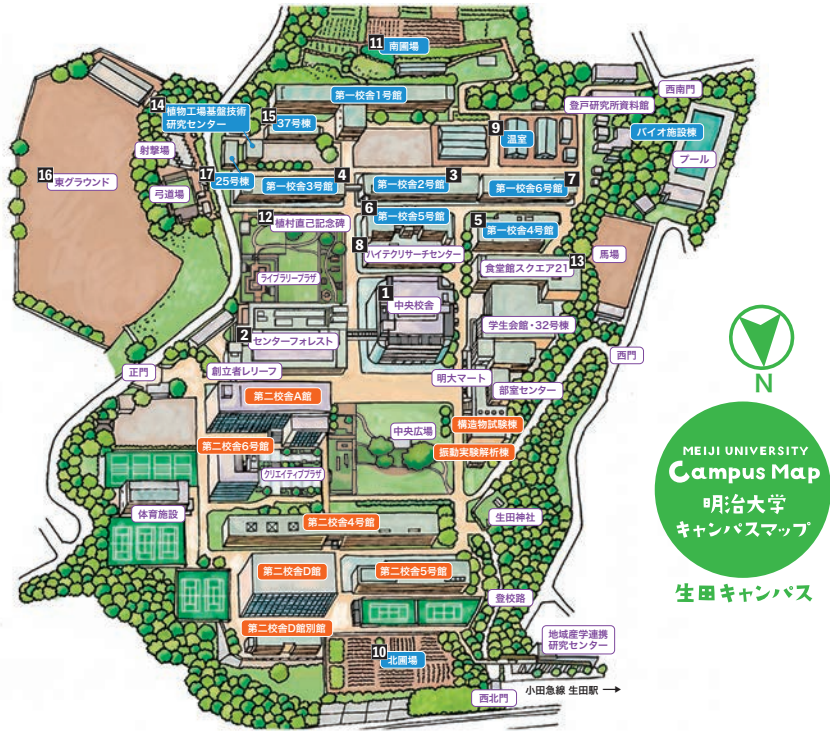 11 南圃場
第一校舎1号館
西南門
登戸研究所資料館
14 植物工場基盤技術
研究センター
15 37号棟
9 温室
バイオ施設棟
射撃場
プール
16 東グラウンド
17 25号棟
4 第一校舎3号館
3 第一校舎2号館
7 第一校舎6号館
弓道場
12 植村直己記念碑
6 第一校舎5号館
5 第一校舎4号館
8 ハイテクリサーチセンター
馬場
ライブラリープラザ
食堂館スクエア21 13
1 中央校舎
学生会館・32号棟
2 センターフォレスト
西門
正門
創立者レリーフ
明大マート
部室センター
N
第二校舎A館
構造物試験棟
中央広場
第二校舎6号館
振動実験解析棟
MEIJI UNIVERSITY
Campus Map
明治大学
キャンパスマップ
生田キャンパス
クリエイティブプラザ
体育施設
第二校舎4号館
生田神社
第二校舎D館
第二校舎5号館
登校路
第二校舎D館別館
地域産学連携
研究センター
10 北圃場
小田急線 生田駅 →
西北門